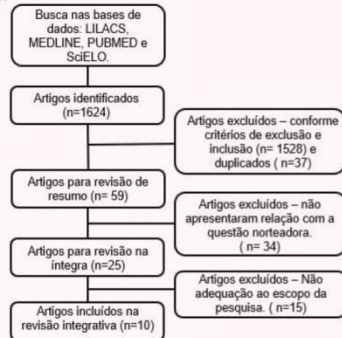 Busca nas bases de
dados: LILACS,
MEDLINE, PUBMED e
SciELO.
Artigos identificados
(n=1624)
Artigos excluídos – conforme
critérios de exclusão e
inclusão (n= 1528) e
duplicados ( n=37)
Artigos para revisão de
resumo (n= 59)
Artigos excluídos – não
apresentaram relação com a
questão norteadora.
( n= 34)
Artigos para revisão na
íntegra (n=25)
Artigos excluídos – Não
adequação ao escopo da
pesquisa. ( n=15)
Artigos incluídos na
revisão integrativa (n=10)